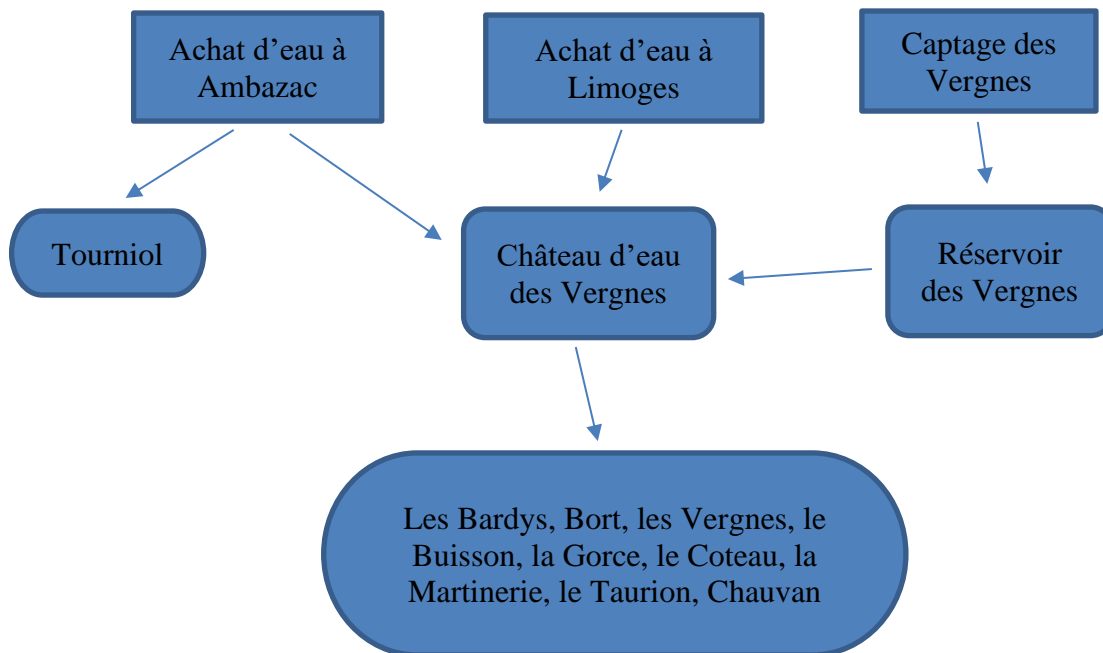 Achat d’eau à
Ambazac
Achat d’eau à
Limoges
Captage des
Vergnes
Tourniol
Château d’eau
des Vergnes
Réservoir
des Vergnes
Les Bardys, Bort, les Vergnes, le
Buisson, la Gorce, le Coteau, la
Martinerie, le Taurion, Chauvan